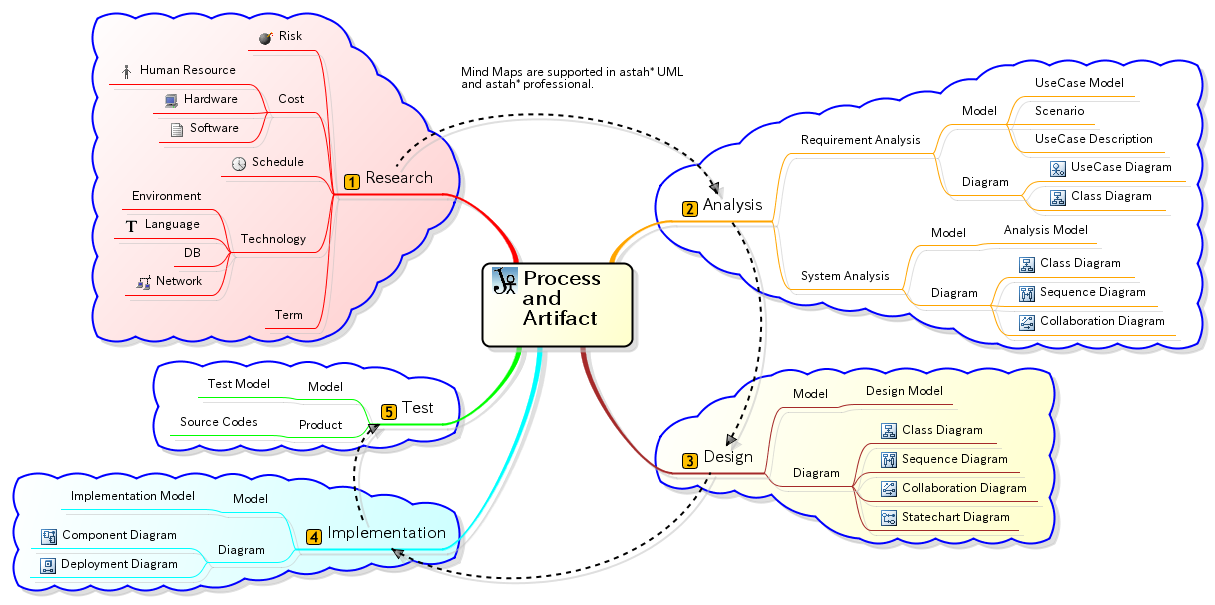 Mind Maps are supported in astah* UML
and astah* professional.
Process
and
Artifact
1 Research
Risk
Cost
Human Resource
Hardware
Software
Schedule
Technology
Environment
T Language
DB
Network
Term
2 Analysis
Requirement Analysis
Model
UseCase Model
Scenario
UseCase Description
Diagram
UseCase Diagram
Class Diagram
System Analysis
Model
Analysis Model
Diagram
Class Diagram
Sequence Diagram
Collaboration Diagram
3 Design
Model
Design Model
Diagram
Class Diagram
Sequence Diagram
Collaboration Diagram
Statechart Diagram
4 Implementation
Model
Implementation Model
Diagram
Component Diagram
Deployment Diagram
5 Test
Model
Test Model
Product
Source Codes